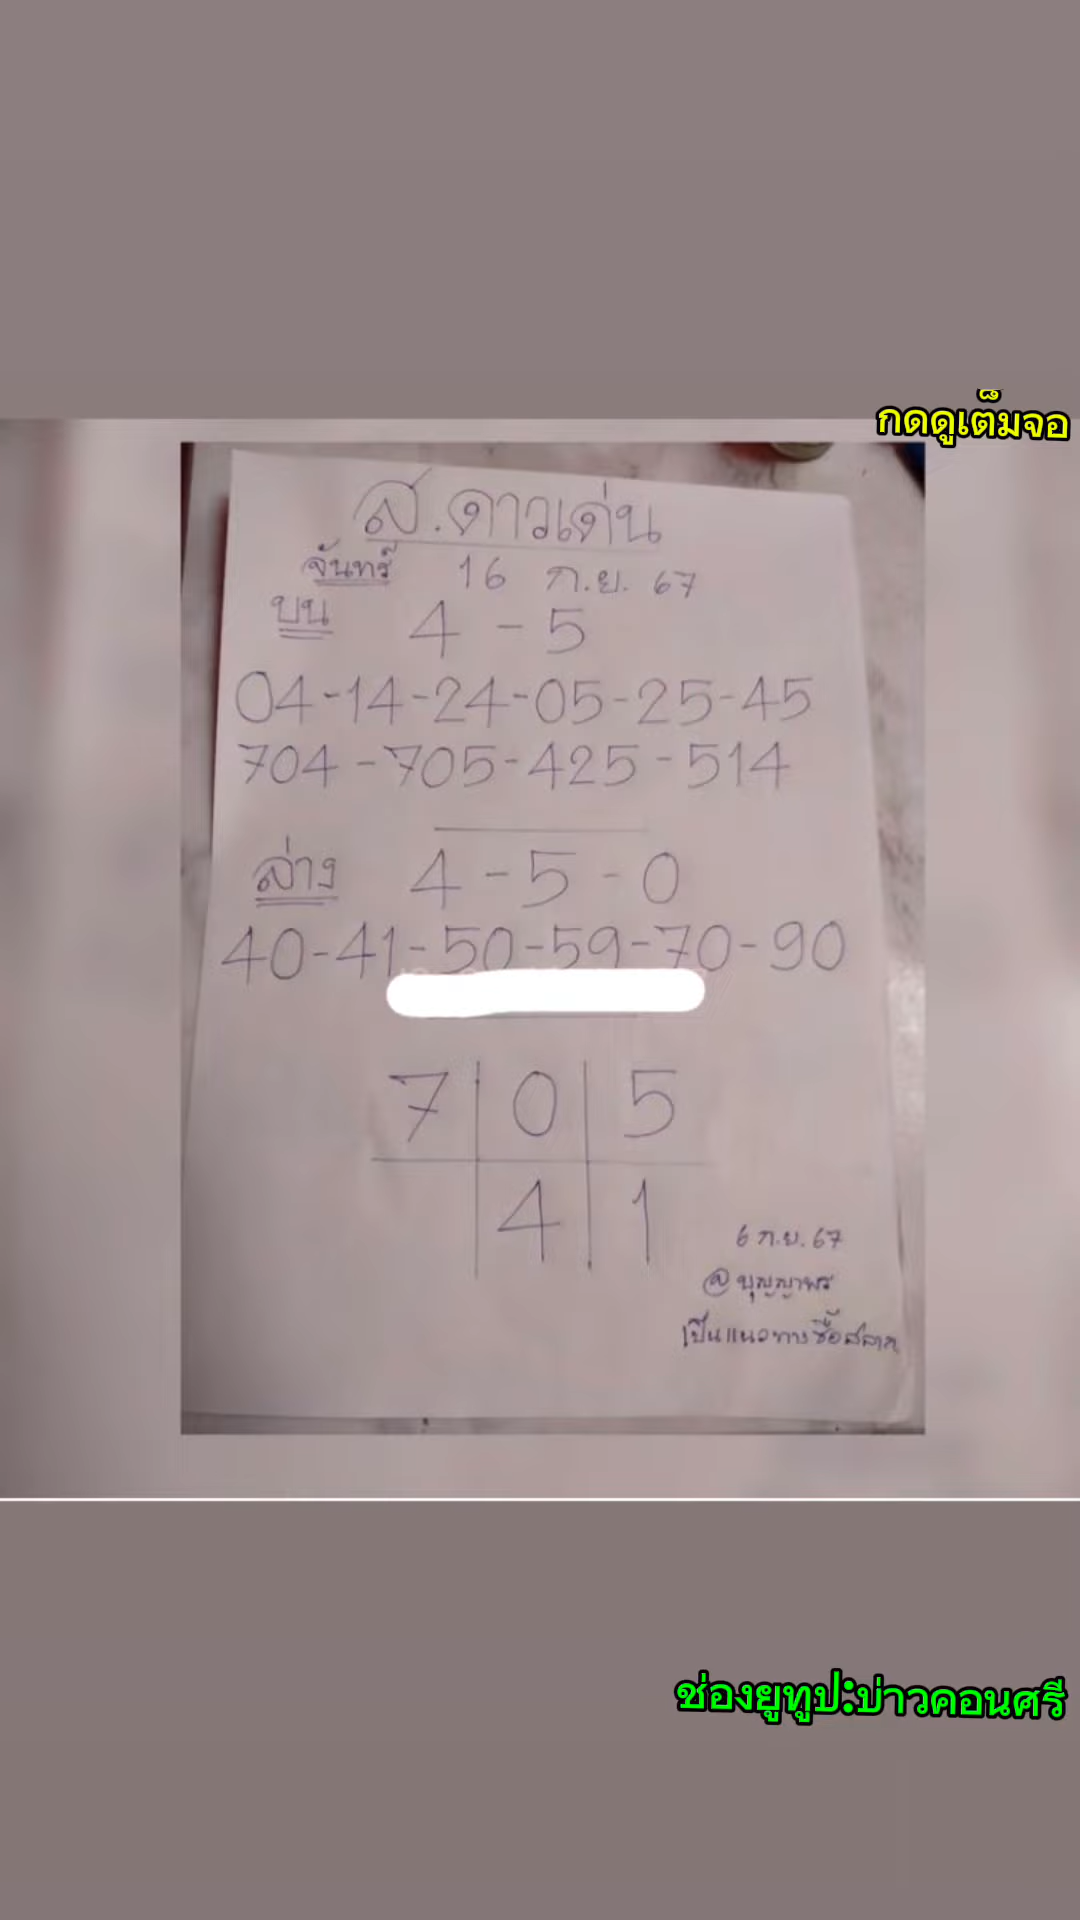 กดดูเต็มจอ
ส.ดาวเด่น
จันทร์ 16 ก.ย. 67
บน 4 - 5
04-14-24-05-25-45
704-705-425-514
ล่าง 4-5-0
40-41-50-59-70-90
7 0 5
4 1
6 ก.ย. 67
@บุญญาพร
เป็นแนวทางซื้อสลาก
ช่องยูทูป:บ่าวคอนศรี